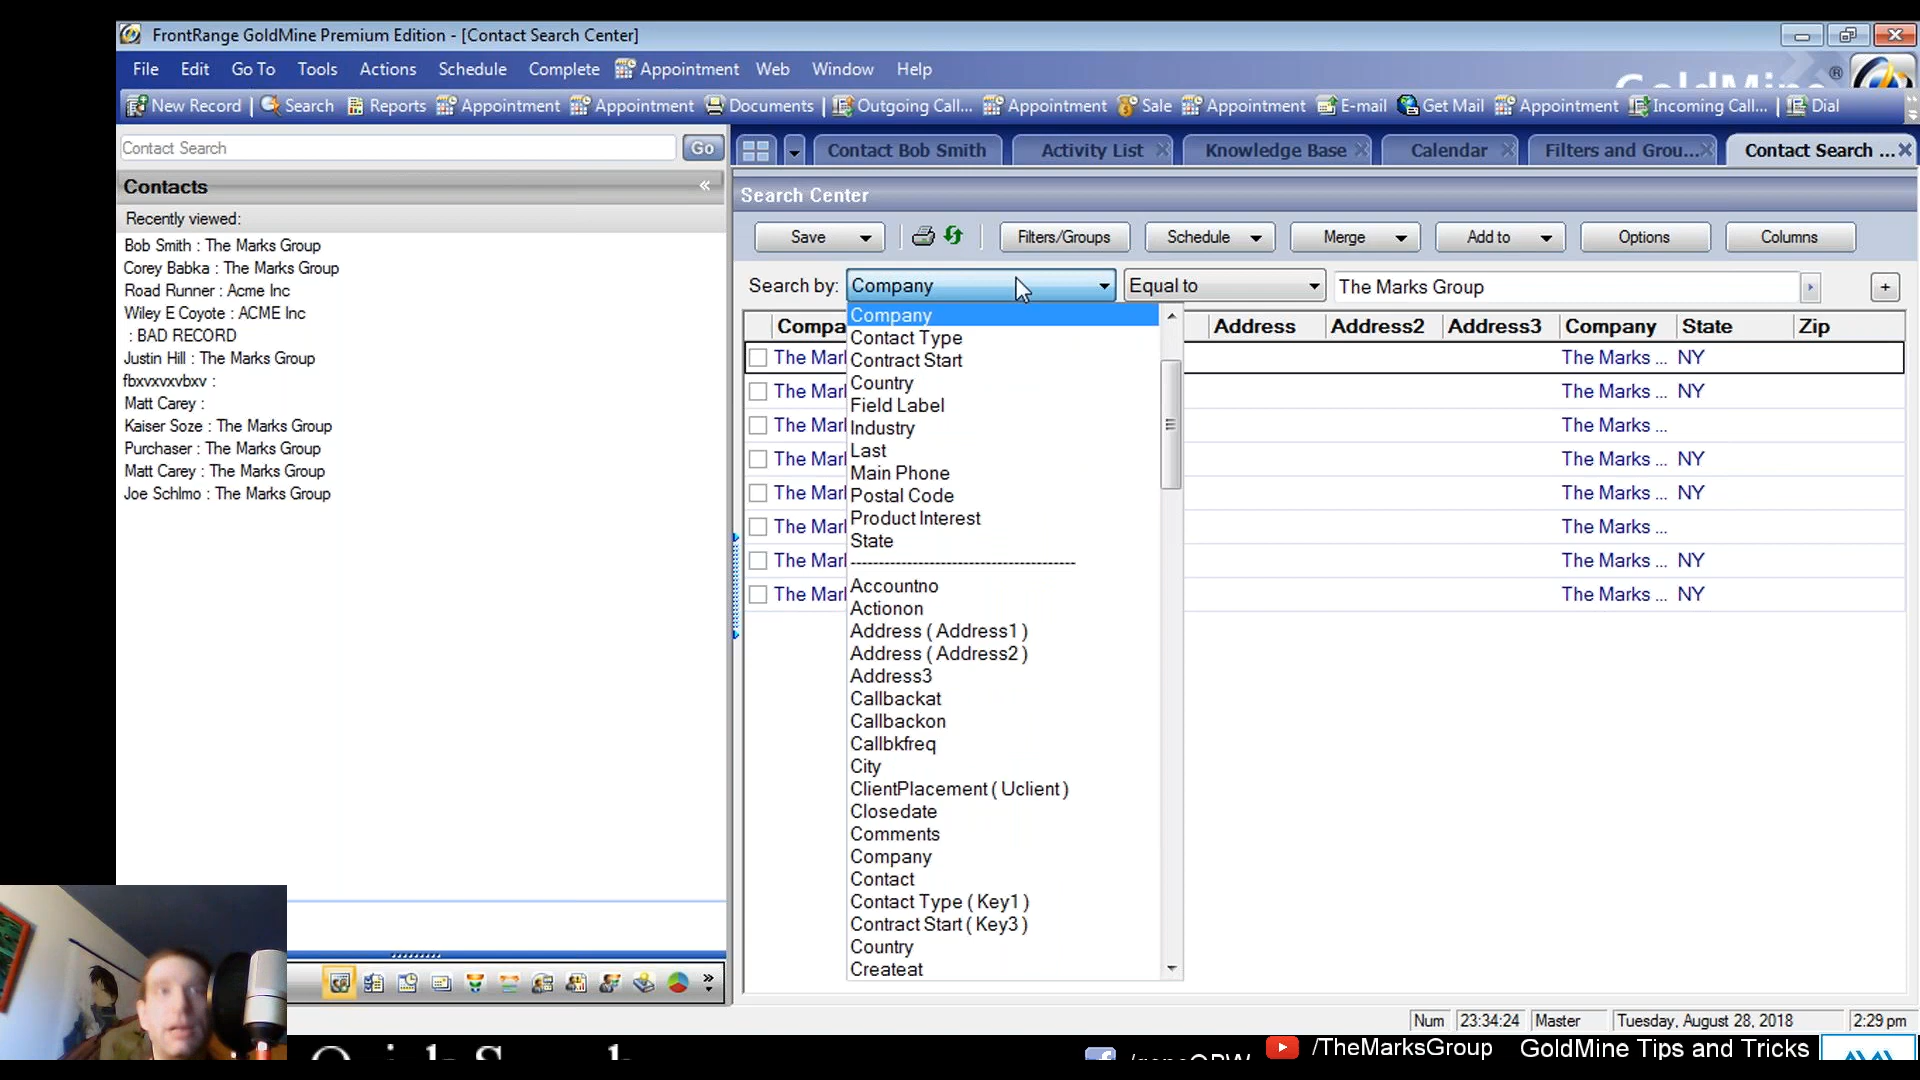 FrontRange GoldMine Premium Edition - [Contact Search Center]
File Edit Go To Tools Actions Schedule Complete Appointment Web Window Help
GoldMine ®
New Record Search Reports Appointment Appointment Documents Outgoing Call... Appointment Sale Appointment E-mail Get Mail Appointment Incoming Call... Dial
Contact Search Go
Contact Bob Smith Activity List Knowledge Base Calendar Filters and Grou... Contact Search ...
Contacts
Recently viewed:
Bob Smith : The Marks Group
Corey Babka : The Marks Group
Road Runner : Acme Inc
Wiley E Coyote : ACME Inc
: BAD RECORD
Justin Hill : The Marks Group
fbxvxvxvbxv :
Matt Carey :
Kaiser Soze : The Marks Group
Purchaser : The Marks Group
Matt Carey : The Marks Group
Joe Schlmo : The Marks Group
Search Center
Save Filters/Groups Schedule Merge Add to Options Columns
Search by: Company Equal to The Marks Group +
Compa Address Address2 Address3 Company State Zip
The Mar The Marks ... NY
The Mar The Marks ... NY
The Mar The Marks ...
The Mar The Marks ... NY
The Mar The Marks ... NY
The Mar The Marks ...
The Mar The Marks ... NY
The Mar The Marks ... NY
Company
Contact Type
Contract Start
Country
Field Label
Industry
Last
Main Phone
Postal Code
Product Interest
State
----------------------------------------
Accountno
Actionon
Address ( Address1 )
Address ( Address2 )
Address3
Callbackat
Callbackon
Callbkfreq
City
ClientPlacement ( Uclient )
Closedate
Comments
Company
Contact
Contact Type ( Key1 )
Contract Start ( Key3 )
Country
Createat
Num 23:34:24 Master Tuesday, August 28, 2018 2:29 pm
/TheMarksGroup GoldMine Tips and Tricks